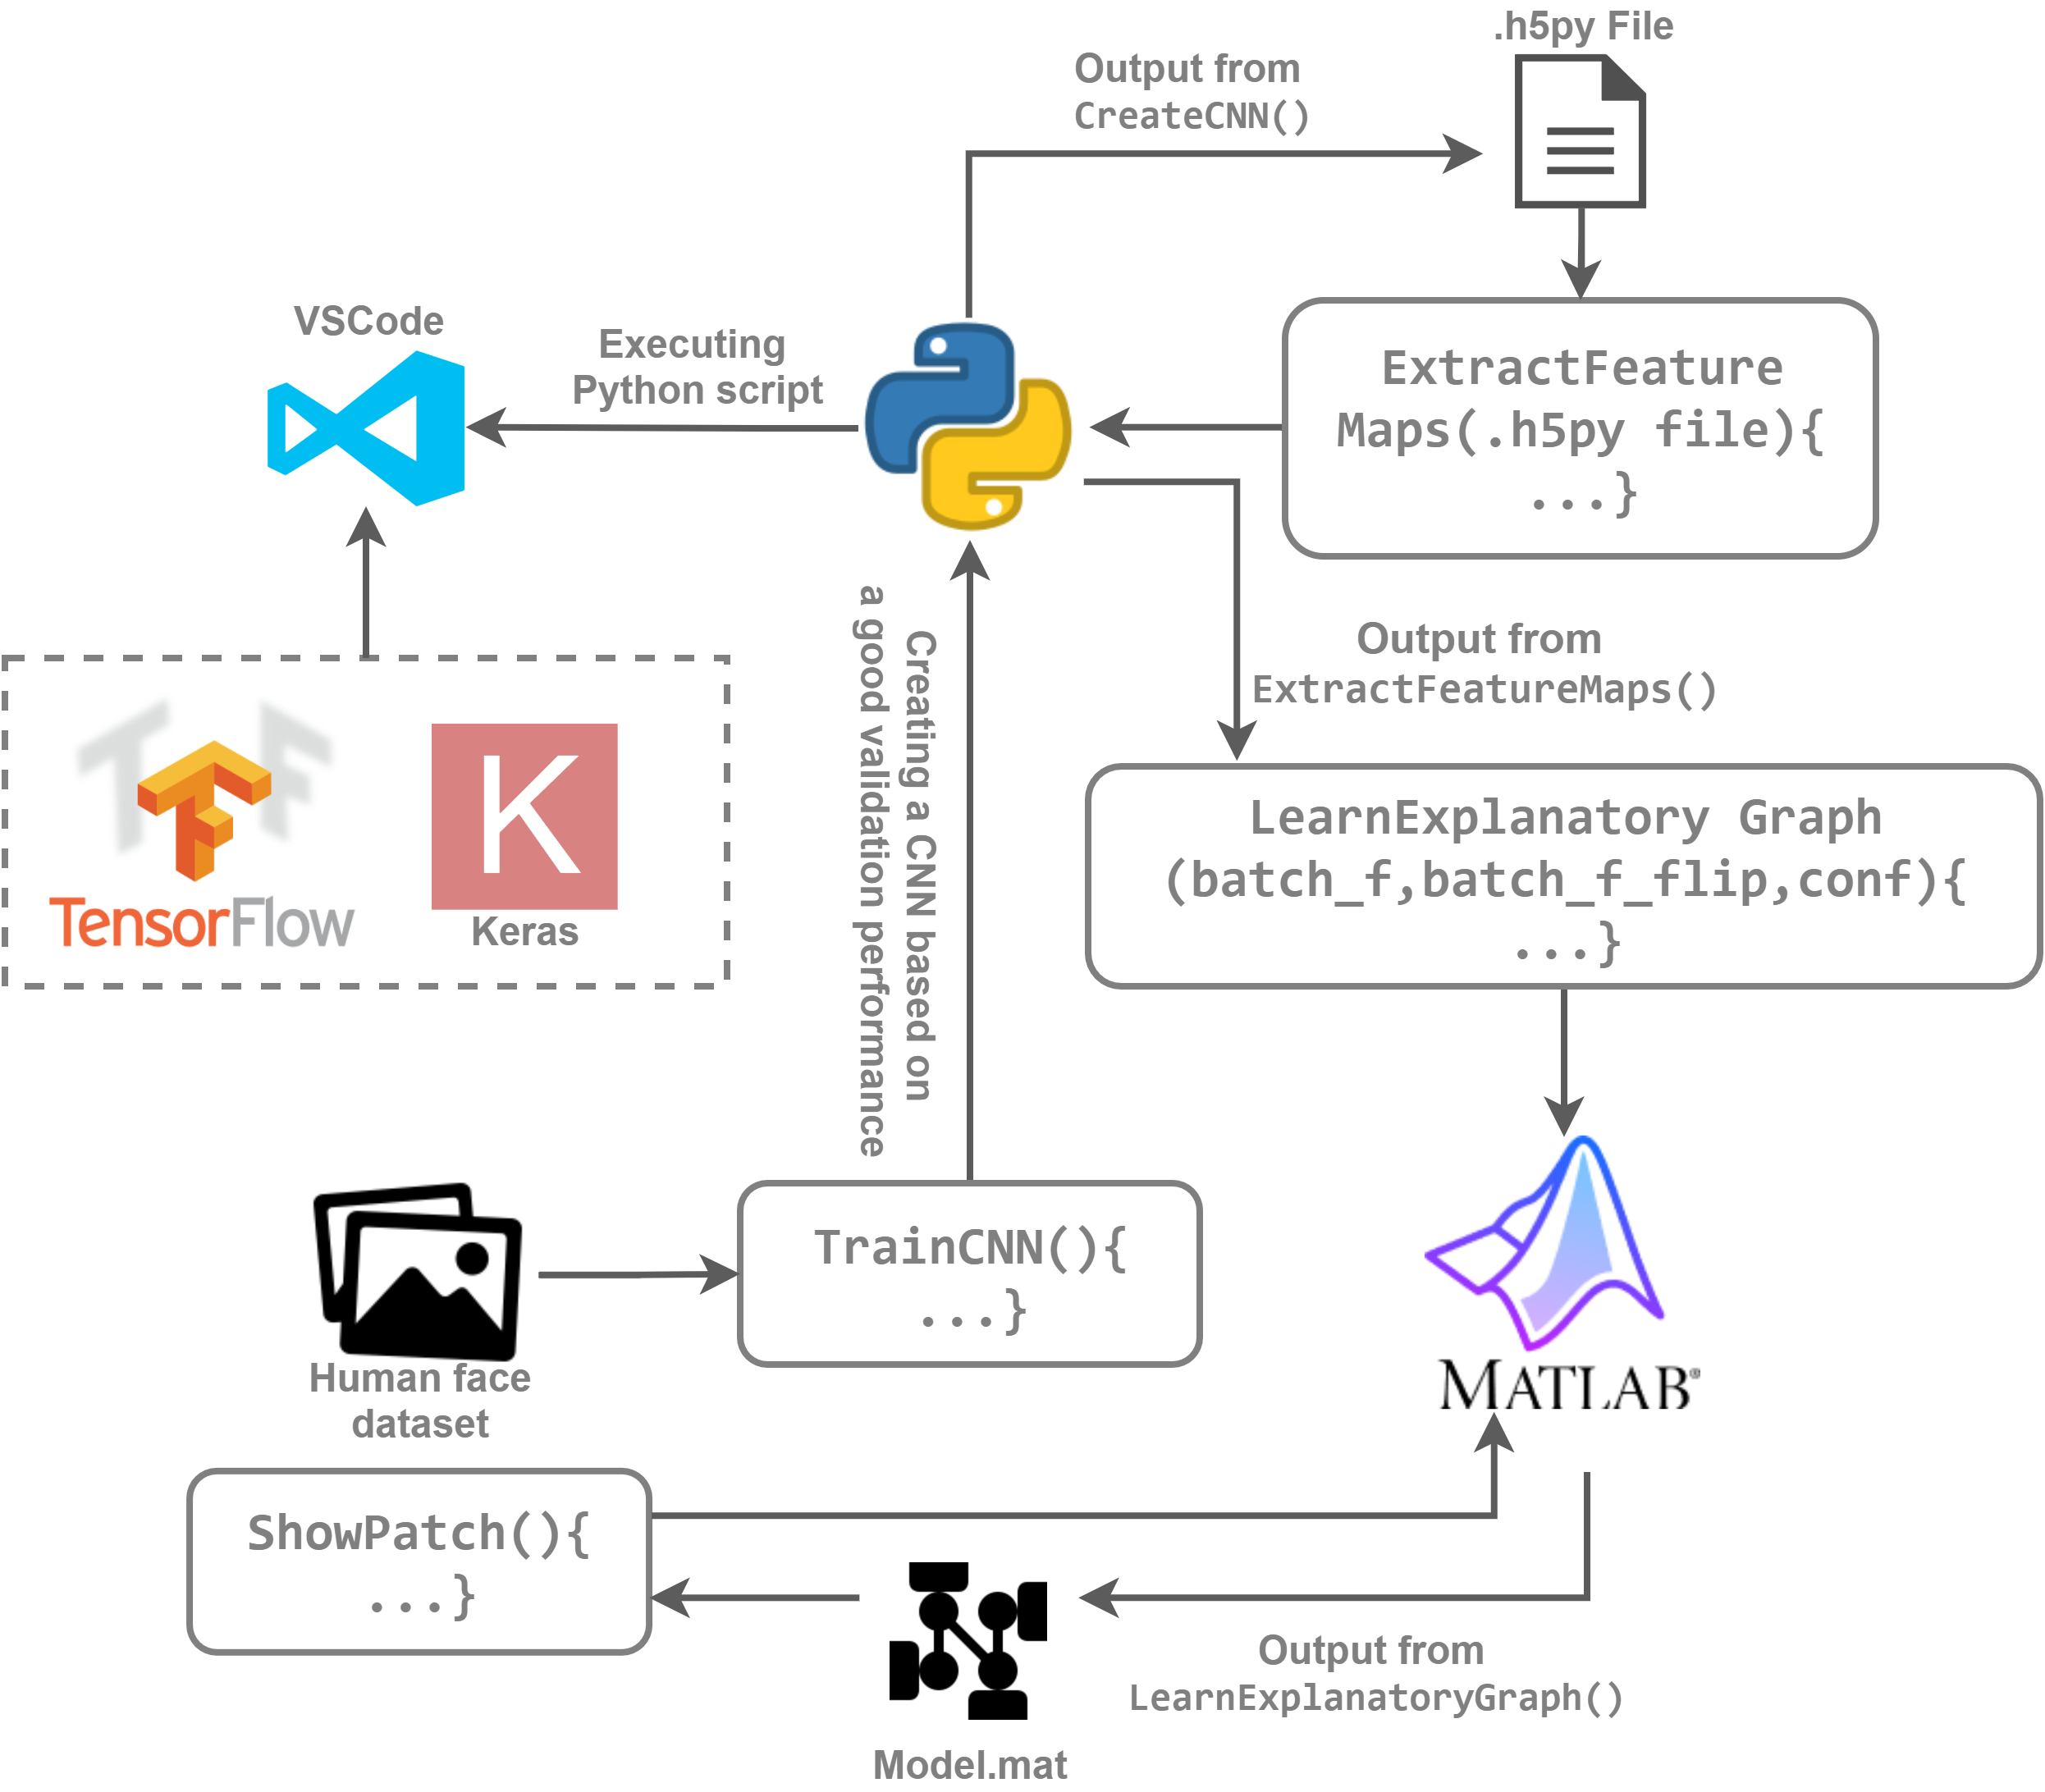 .h5py File
Output from
CreateCNN()
VSCode
Executing
Python script
ExtractFeature
Maps(.h5py file){
...}
Output from
ExtractFeatureMaps()
Creating a CNN based on
a good validation performance
TF
TensorFlow
K
Keras
LearnExplanatory Graph
(batch_f,batch_f_flip,conf){
...}
TrainCNN(){
...}
Human face
dataset
MATLAB®
ShowPatch(){
...}
Output from
LearnExplanatoryGraph()
Model.mat